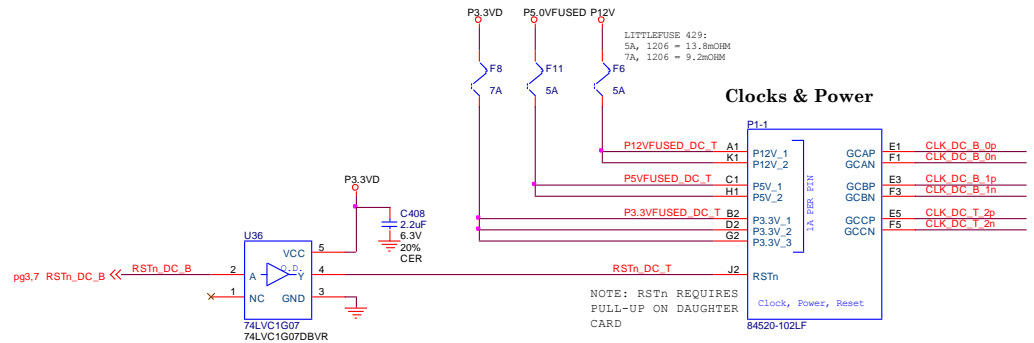 P3.3VD P5.0VFUSED P12V
LITTLEFUSE 429:
5A, 1206 = 13.8mOHM
7A, 1206 = 9.2mOHM
F8 F11 F6
7A 5A 5A
Clocks & Power
P1-1
P12VFUSED_DC_T A1 P12V_1 GCAP E1 CLK_DC_B_0p
K1 P12V_2 GCAN F1 CLK_DC_B_0n
P5VFUSED_DC_T C1 P5V_1 GCBP E3 CLK_DC_B_1p
H1 P5V_2 GCBN F3 CLK_DC_B_1n
P3.3VFUSED_DC_T B2 P3.3V_1 GCCP E5 CLK_DC_T_2p
D2 P3.3V_2 GCCN F5 CLK_DC_T_2n
G2 P3.3V_3
1A PER PIN
P3.3VD
C408
2.2uF
6.3V
20%
CER
U36
VCC 5
pg3,7 RSTn_DC_B RSTn_DC_B 2 A O.D. Y 4 RSTn_DC_T J2 RSTn
1 NC GND 3
74LVC1G07
74LVC1G07DBVR
NOTE: RSTn REQUIRES
PULL-UP ON DAUGHTER
CARD
Clock, Power, Reset
84520-102LF